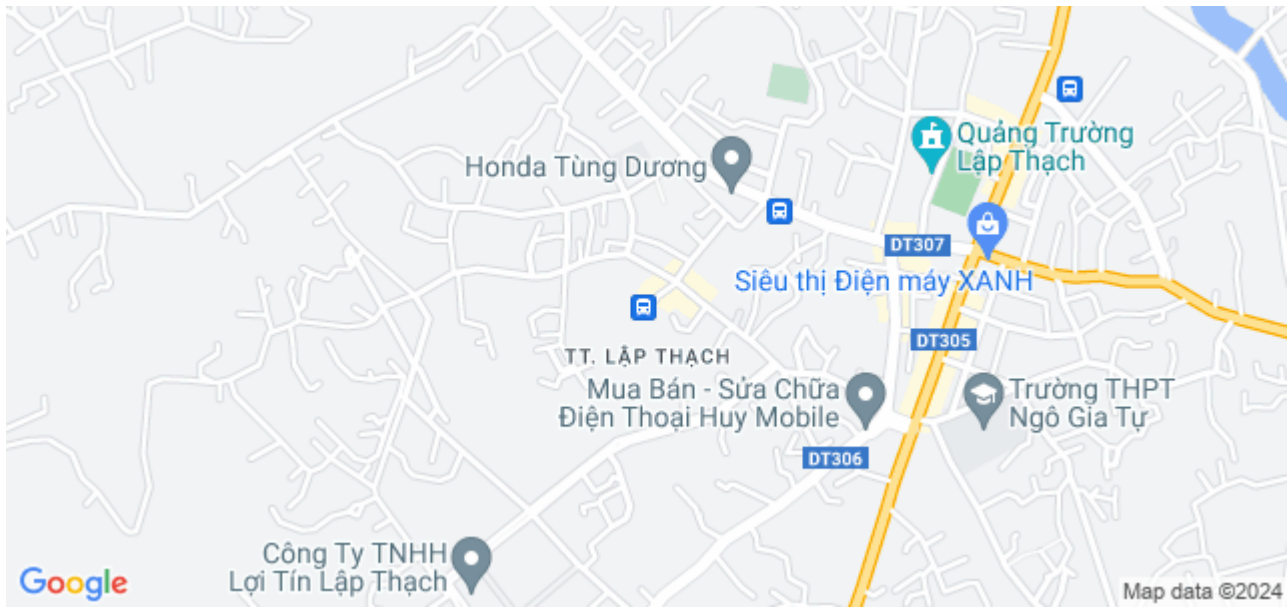 Quảng Trường
Lập Thạch
Honda Tùng Dương
DT307
Siêu thị Điện máy XANH
DT305
TT. LẬP THẠCH
Mua Bán - Sửa Chữa
Điện Thoại Huy Mobile
Trường THPT
Ngô Gia Tự
DT306
Công Ty TNHH
Lợi Tín Lập Thạch
Google
Map data ©2024